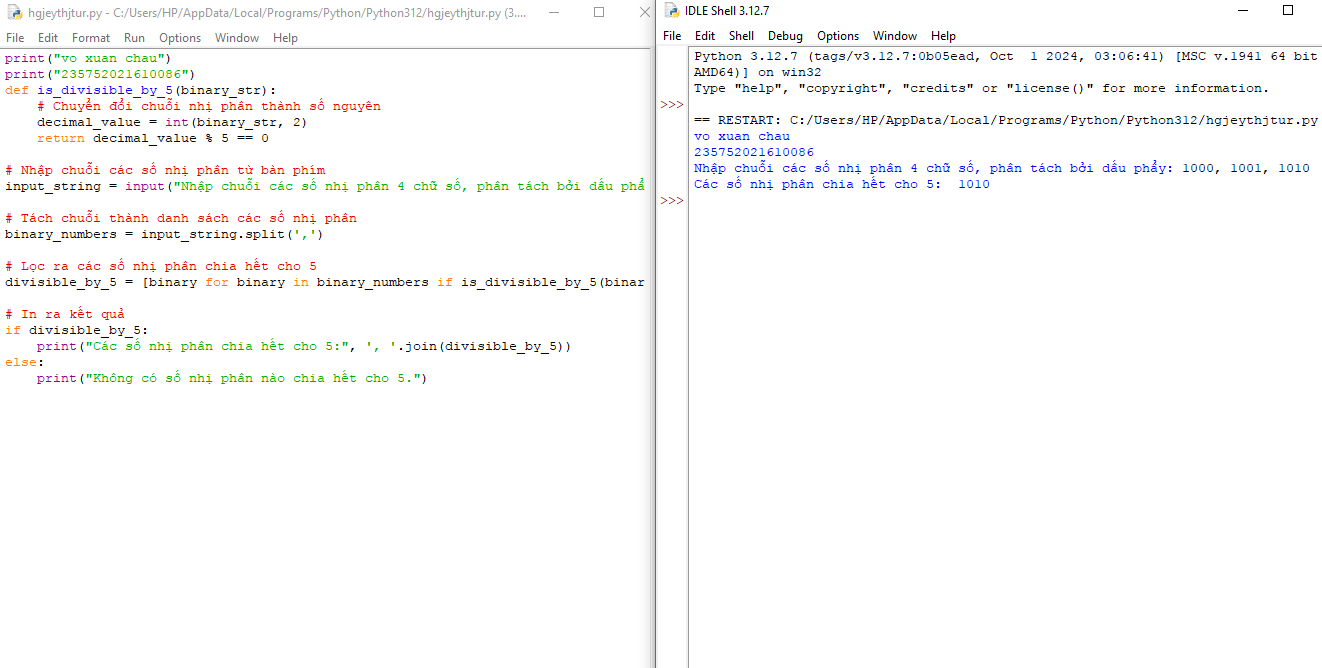 hgjeythjtur.py - C:/Users/HP/AppData/Local/Programs/Python/Python312/hgjeythjtur.py (3....
File Edit Format Run Options Window Help
print("vo xuan chau")
print("235752021610086")
def is_divisible_by_5(binary_str):
    # Chuyển đổi chuỗi nhị phân thành số nguyên
    decimal_value = int(binary_str, 2)
    return decimal_value % 5 == 0
# Nhập chuỗi các số nhị phân từ bàn phím
input_string = input("Nhập chuỗi các số nhị phân 4 chữ số, phân tách bởi dấu phẩ
# Tách chuỗi thành danh sách các số nhị phân
binary_numbers = input_string.split(',')
# Lọc ra các số nhị phân chia hết cho 5
divisible_by_5 = [binary for binary in binary_numbers if is_divisible_by_5(binar
# In ra kết quả
if divisible_by_5:
    print("Các số nhị phân chia hết cho 5:", ', '.join(divisible_by_5))
else:
    print("Không có số nhị phân nào chia hết cho 5.")
IDLE Shell 3.12.7
File Edit Shell Debug Options Window Help
Python 3.12.7 (tags/v3.12.7:0b05ead, Oct  1 2024, 03:06:41) [MSC v.1941 64 bit
AMD64)] on win32
Type "help", "copyright", "credits" or "license()" for more information.
>>>
== RESTART: C:/Users/HP/AppData/Local/Programs/Python/Python312/hgjeythjtur.py
vo xuan chau
235752021610086
Nhập chuỗi các số nhị phân 4 chữ số, phân tách bởi dấu phẩy: 1000, 1001, 1010
Các số nhị phân chia hết cho 5:  1010
>>>